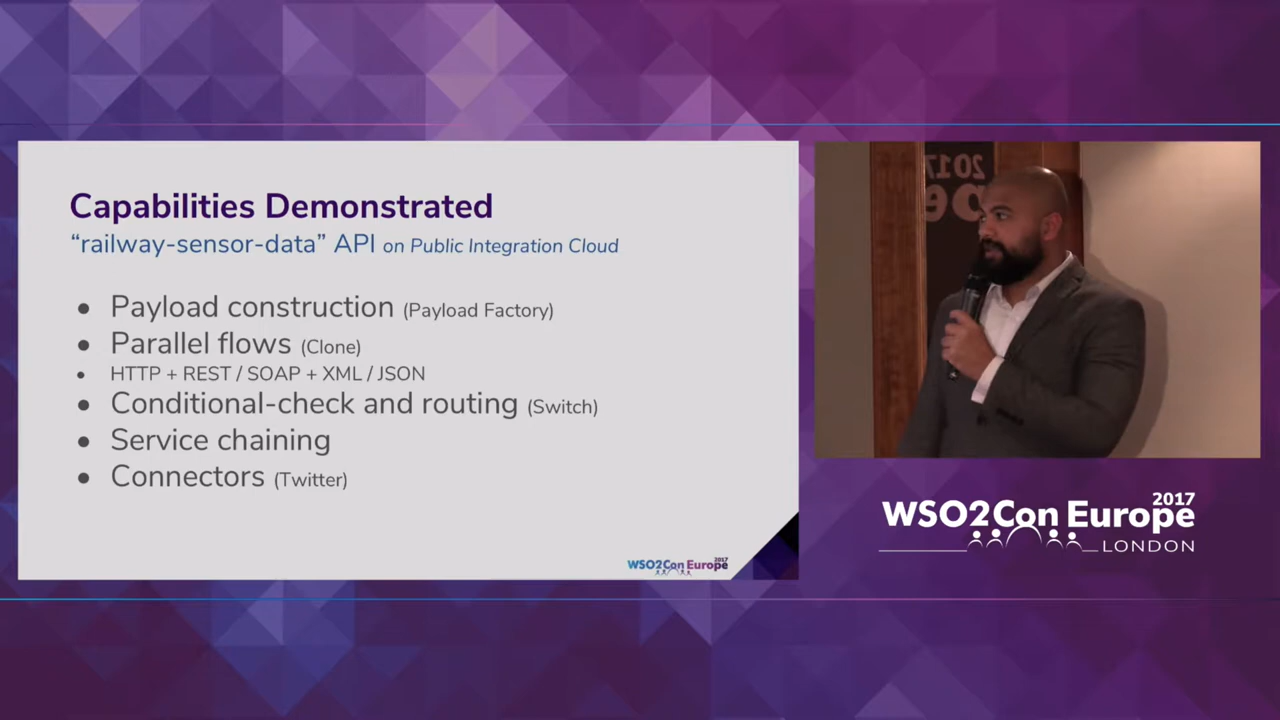 Capabilities Demonstrated
“railway-sensor-data” API on Public Integration Cloud
● Payload construction (Payload Factory)
● Parallel flows (Clone)
● HTTP + REST / SOAP + XML / JSON
● Conditional-check and routing (Switch)
● Service chaining
● Connectors (Twitter)
WSO2Con Europe 2017
2017
WSO2Con Europe 2017
LONDON